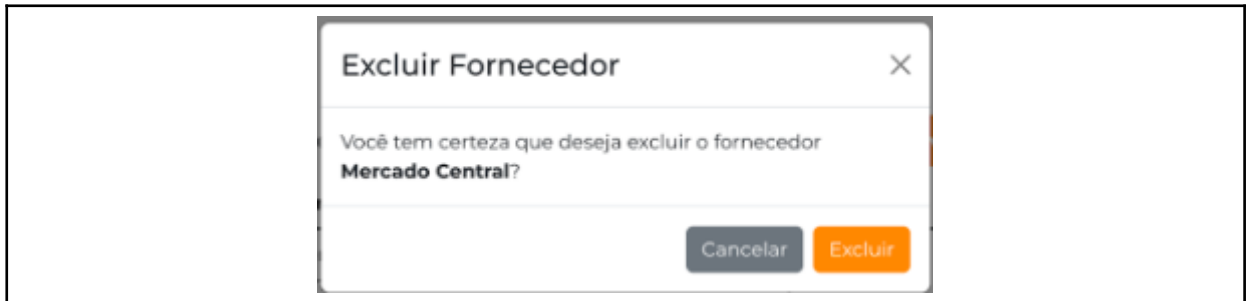 Excluir Fornecedor
Você tem certeza que deseja excluir o fornecedor
Mercado Central?
Cancelar Excluir